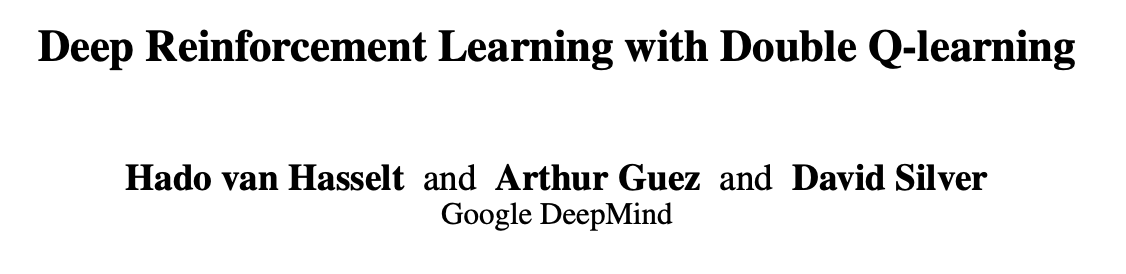 Deep Reinforcement Learning with Double Q-learning
Hado van Hasselt and Arthur Guez and David Silver
Google DeepMind